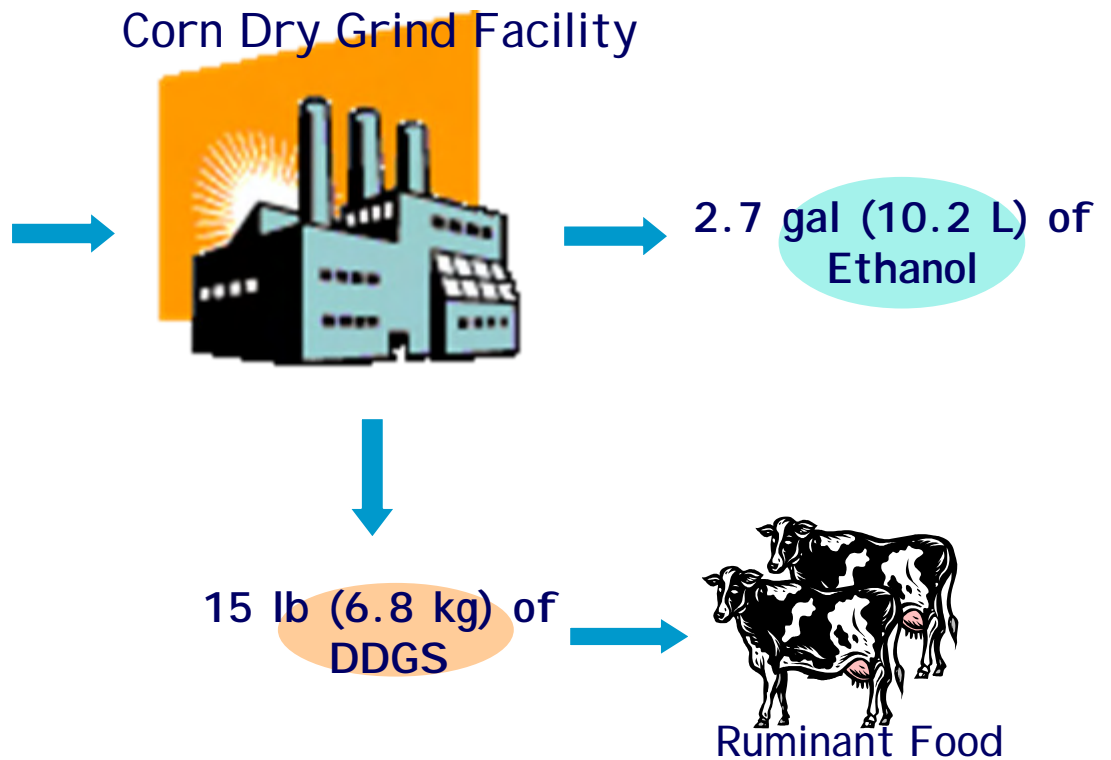 Corn Dry Grind Facility
2.7 gal (10.2 L) of
Ethanol
15 lb (6.8 kg) of
DDGS
Ruminant Food